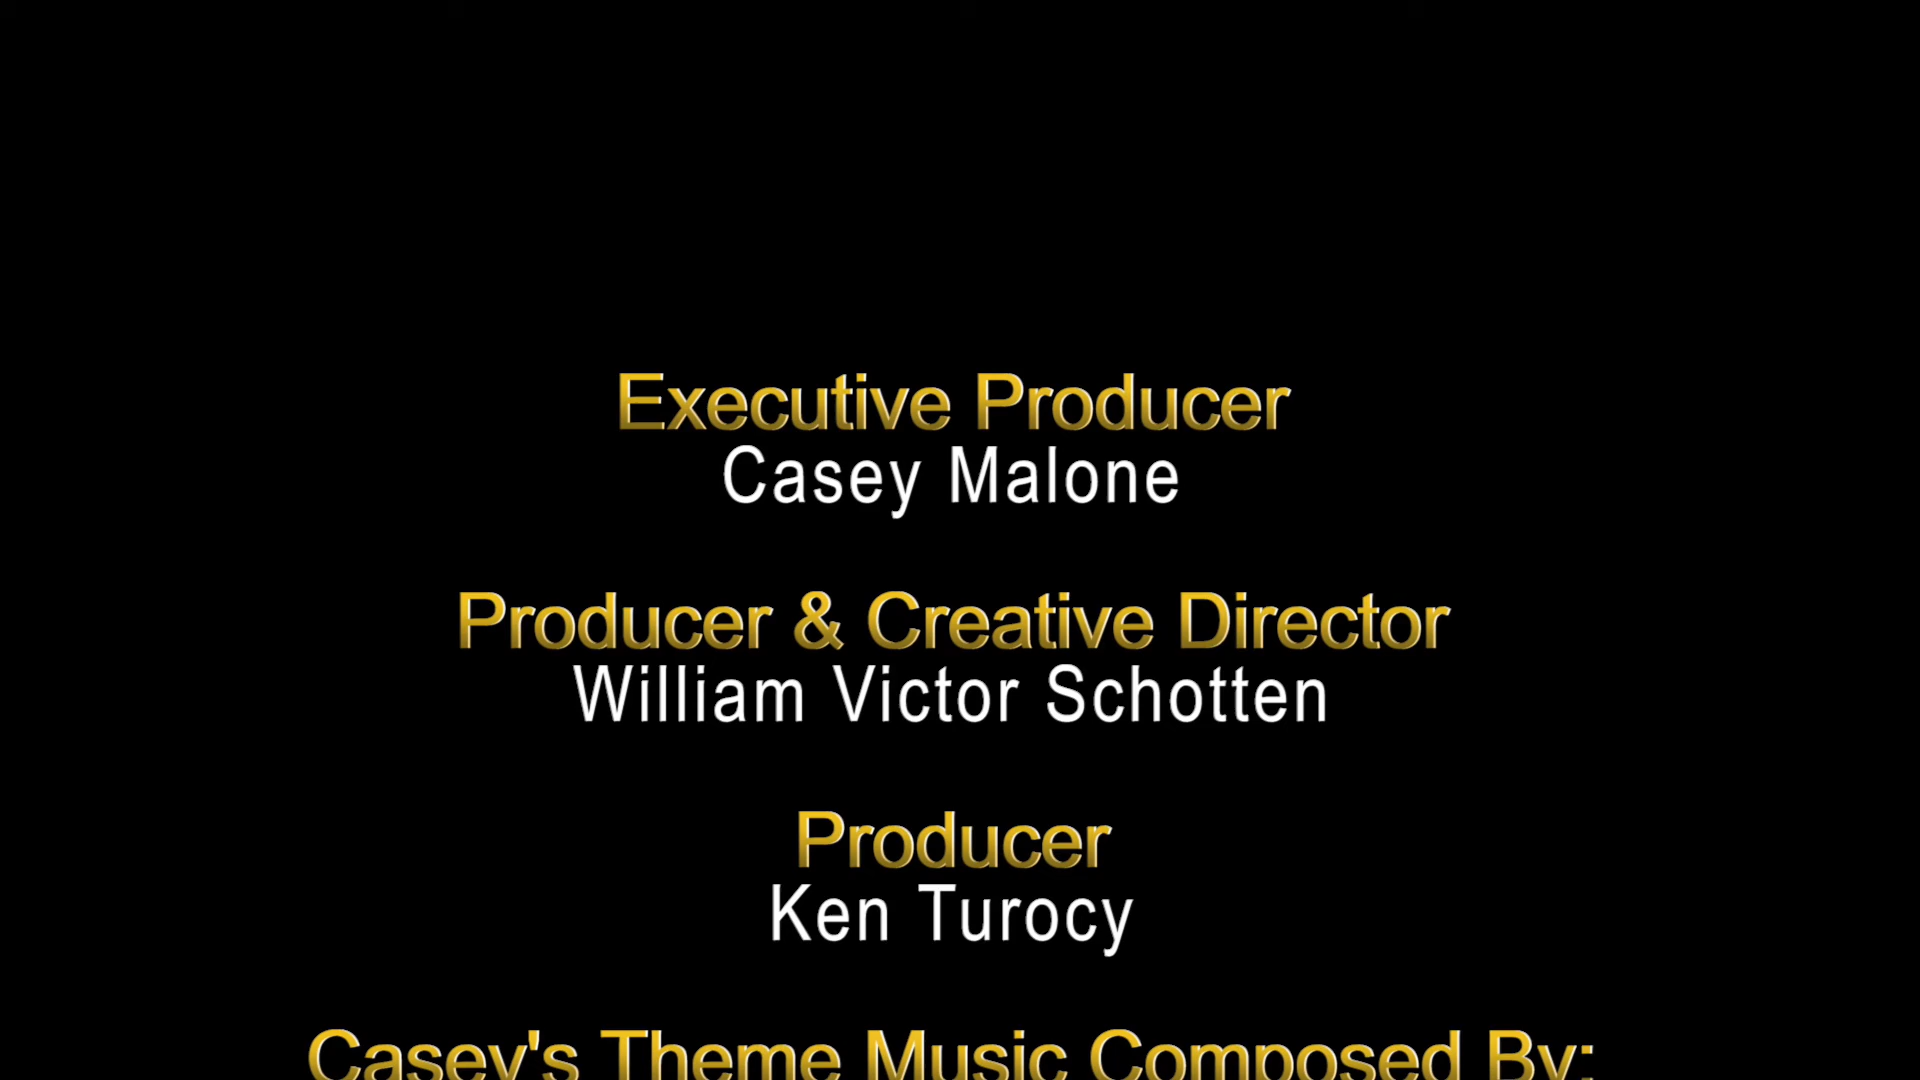 Executive Producer
Casey Malone
Producer & Creative Director
William Victor Schotten
Producer
Ken Turocy
Casey's Theme Music Composed By: